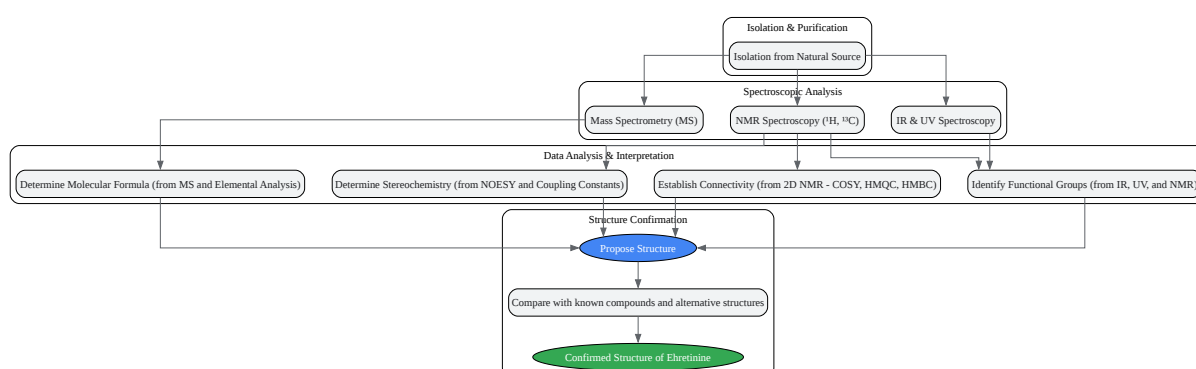 Isolation & Purification
Isolation from Natural Source
Spectroscopic Analysis
Mass Spectrometry (MS)
NMR Spectroscopy (¹H, ¹³C)
IR & UV Spectroscopy
Data Analysis & Interpretation
Determine Molecular Formula (from MS and Elemental Analysis)
Determine Stereochemistry (from NOESY and Coupling Constants)
Establish Connectivity (from 2D NMR - COSY, HMQC, HMBC)
Identify Functional Groups (from IR, UV, and NMR)
Structure Confirmation
Propose Structure
Compare with known compounds and alternative structures
Confirmed Structure of Ehretinine